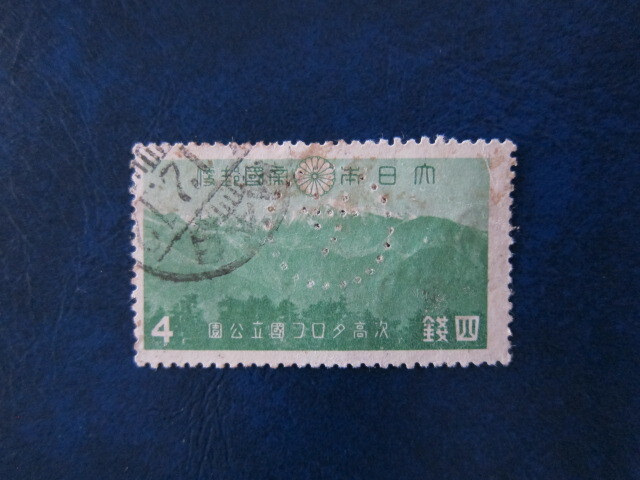 大日本帝國郵便
4
次高タロコ國立公園
四錢